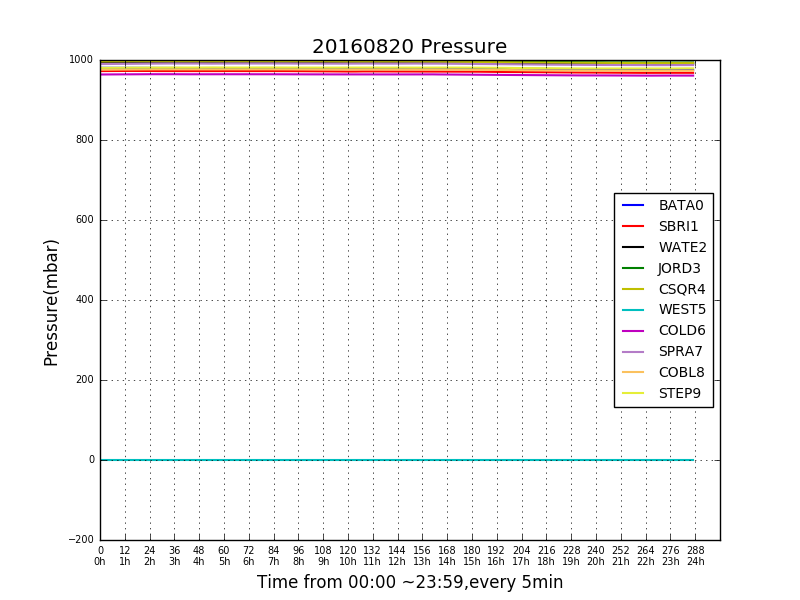 20160820 Pressure
1000
800
600
400
200
0
−200
Pressure(mbar)
BATA0
SBRI1
WATE2
JORD3
CSQR4
WEST5
COLD6
SPRA7
COBL8
STEP9
0 12 24 36 48 60 72 84 96 108 120 132 144 156 168 180 192 204 216 228 240 252 264 276 288
0h 1h 2h 3h 4h 5h 6h 7h 8h 9h 10h 11h 12h 13h 14h 15h 16h 17h 18h 19h 20h 21h 22h 23h 24h
Time from 00:00 ~23:59,every 5min